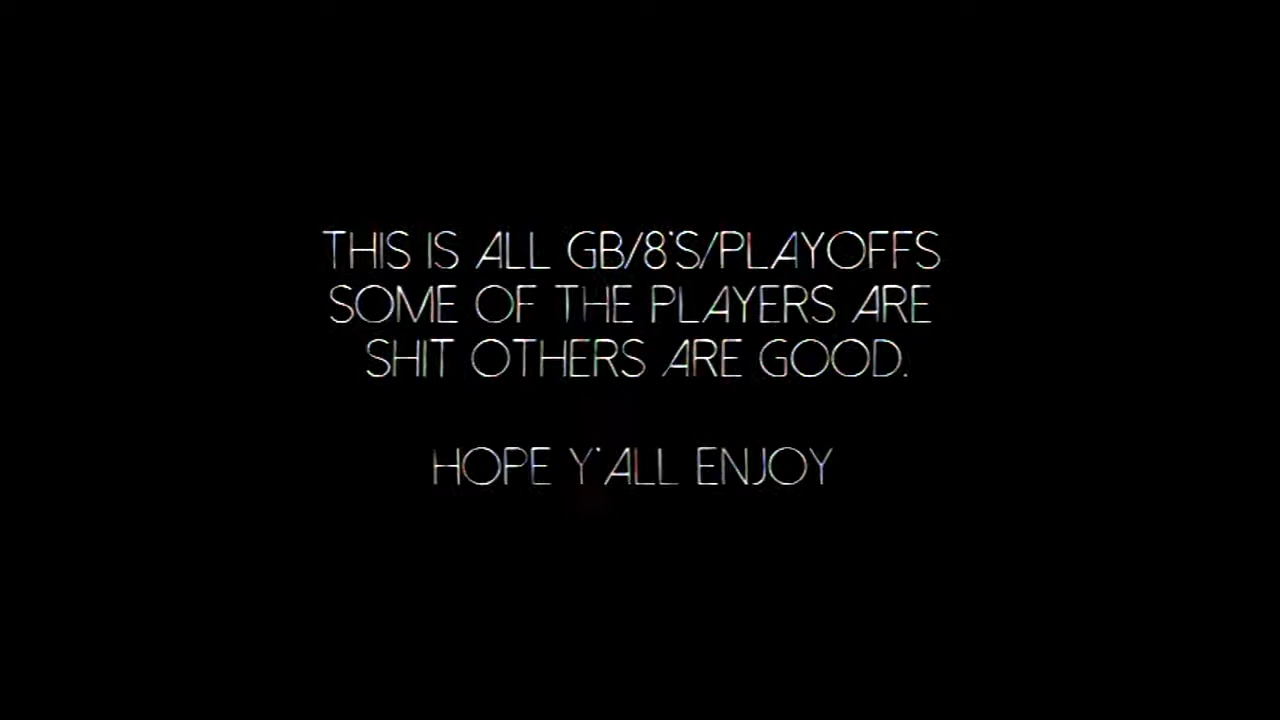 THIS IS ALL GB/8'S/PLAYOFFS
SOME OF THE PLAYERS ARE
SHIT OTHERS ARE GOOD.
HOPE Y'ALL ENJOY